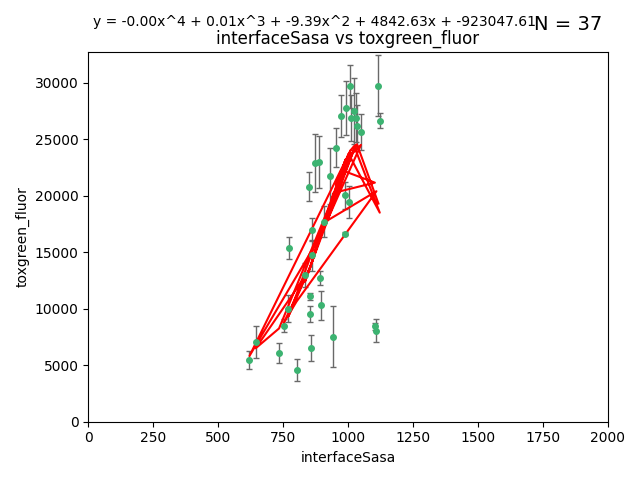 y = -0.00x^4 + 0.01x^3 + -9.39x^2 + 4842.63x + -923047.61
N = 37
interfaceSasa vs toxgreen_fluor
30000
25000
20000
15000
10000
5000
0
toxgreen_fluor
0 250 500 750 1000 1250 1500 1750 2000
interfaceSasa